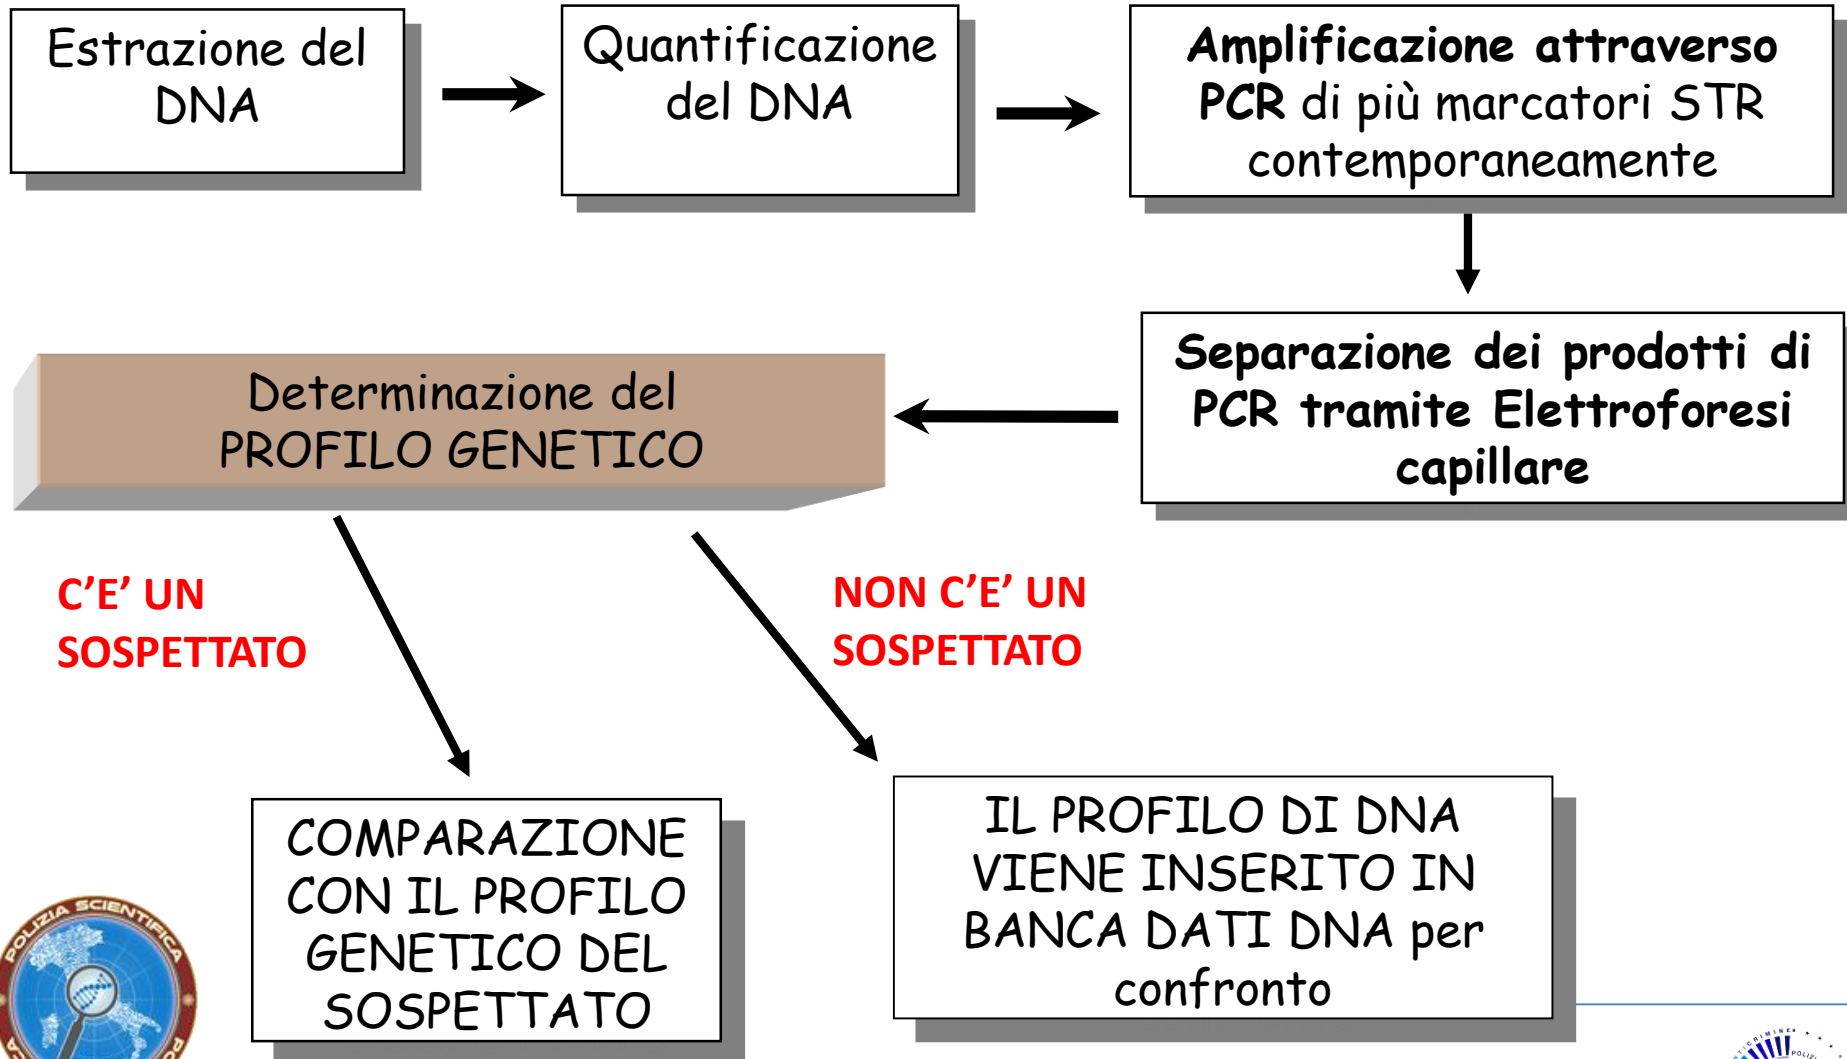 Estrazione del
DNA
Quantificazione
del DNA
Amplificazione attraverso
PCR di più marcatori STR
contemporaneamente
Separazione dei prodotti di
PCR tramite Elettroforesi
capillare
Determinazione del
PROFILO GENETICO
C'E' UN
SOSPETTATO
NON C'E' UN
SOSPETTATO
COMPARAZIONE
CON IL PROFILO
GENETICO DEL
SOSPETTATO
IL PROFILO DI DNA
VIENE INSERITO IN
BANCA DATI DNA per
confronto
POLIZIA SCIENTIFICA